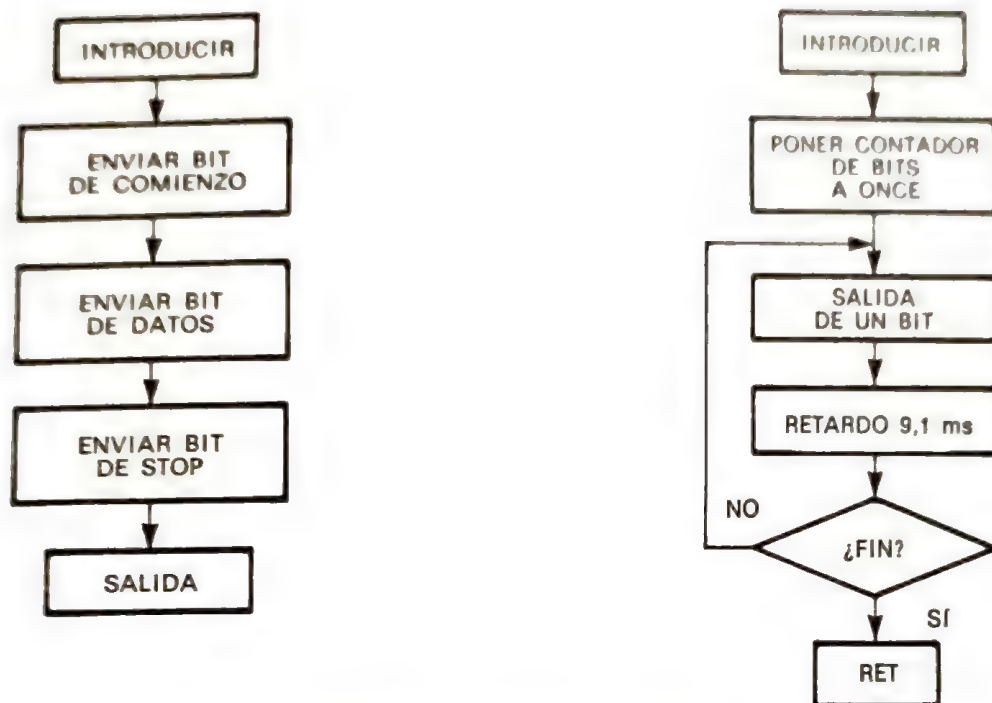 INTRODUCIR
ENVIAR BIT
DE COMIENZO
ENVIAR BIT
DE DATOS
ENVIAR BIT
DE STOP
SALIDA
INTRODUCIR
PONER CONTADOR
DE BITS
A ONCE
SALIDA
DE UN BIT
RETARDO 9,1 ms
NO
¿FIN?
SÍ
RET